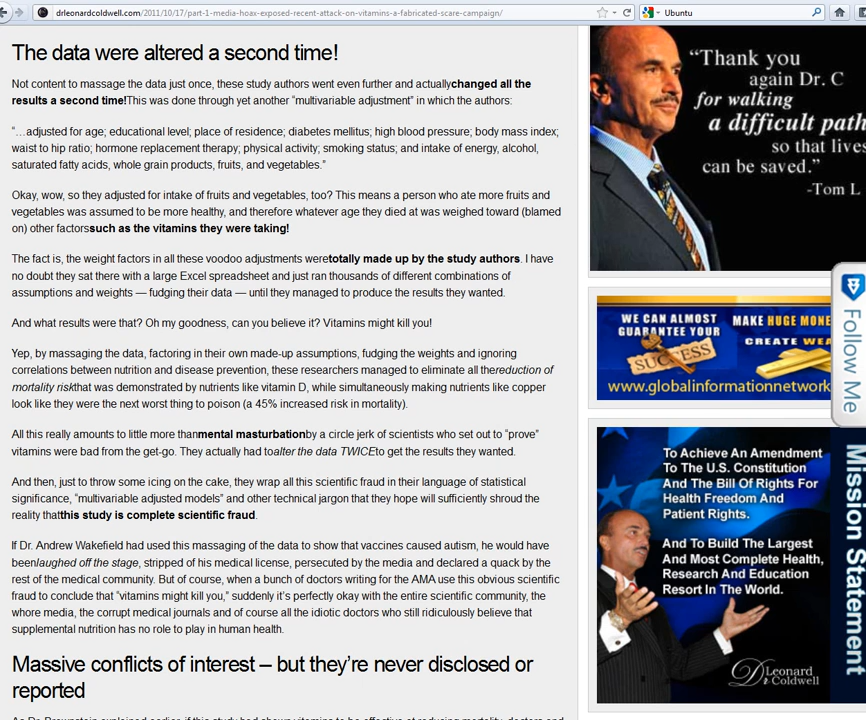 drleonardcoldwell.com/2011/10/17/part-1-media-hoax-exposed-recent-attack-on-vitamins-a-fabricated-scare-campaign/
Ubuntu
The data were altered a second time!
Not content to massage the data just once, these study authors went even further and actuallychanged all the
results a second time!This was done through yet another “multivariable adjustment” in which the authors:
“…adjusted for age; educational level; place of residence; diabetes mellitus; high blood pressure; body mass index;
waist to hip ratio; hormone replacement therapy; physical activity; smoking status; and intake of energy, alcohol,
saturated fatty acids, whole grain products, fruits, and vegetables.”
Okay, wow, so they adjusted for intake of fruits and vegetables, too? This means a person who ate more fruits and
vegetables was assumed to be more healthy, and therefore whatever age they died at was weighed toward (blamed
on) other factorssuch as the vitamins they were taking!
The fact is, the weight factors in all these voodoo adjustments weretotally made up by the study authors. I have
no doubt they sat there with a large Excel spreadsheet and just ran thousands of different combinations of
assumptions and weights — fudging their data — until they managed to produce the results they wanted.
And what results were that? Oh my goodness, can you believe it? Vitamins might kill you!
Yep, by massaging the data, factoring in their own made-up assumptions, fudging the weights and ignoring
correlations between nutrition and disease prevention, these researchers managed to eliminate all thereduction of
mortality riskthat was demonstrated by nutrients like vitamin D, while simultaneously making nutrients like copper
look like they were the next worst thing to poison (a 45% increased risk in mortality).
All this really amounts to little more thanmental masturbationby a circle jerk of scientists who set out to “prove”
vitamins were bad from the get-go. They actually had toalter the data TWICEto get the results they wanted.
And then, just to throw some icing on the cake, they wrap all this scientific fraud in their language of statistical
significance, “multivariable adjusted models” and other technical jargon that they hope will sufficiently shroud the
reality thatthis study is complete scientific fraud.
If Dr. Andrew Wakefield had used this massaging of the data to show that vaccines caused autism, he would have
beenlaughed off the stage, stripped of his medical license, persecuted by the media and declared a quack by the
rest of the medical community. But of course, when a bunch of doctors writing for the AMA use this obvious scientific
fraud to conclude that “vitamins might kill you,” suddenly it’s perfectly okay with the entire scientific community, the
whole media, the corrupt medical journals and of course all the idiotic doctors who still ridiculously believe that
supplemental nutrition has no role to play in human health.
Massive conflicts of interest – but they’re never disclosed or
reported
“Thank you
again Dr. C
for walking
a difficult path
so that lives
can be saved.”
-Tom L
WE CAN ALMOST
GUARANTEE YOUR
SUCCESS
MAKE HUGE MONE
CREATE WEA
www.globalinformationnetwork
Follow Me
To Achieve An Amendment
To The U.S. Constitution
And The Bill Of Rights For
Health Freedom And
Patient Rights.
And To Build The Largest
And Most Complete Health,
Research And Education
Resort In The World.
Mission Statement
Dr Leonard
Coldwell